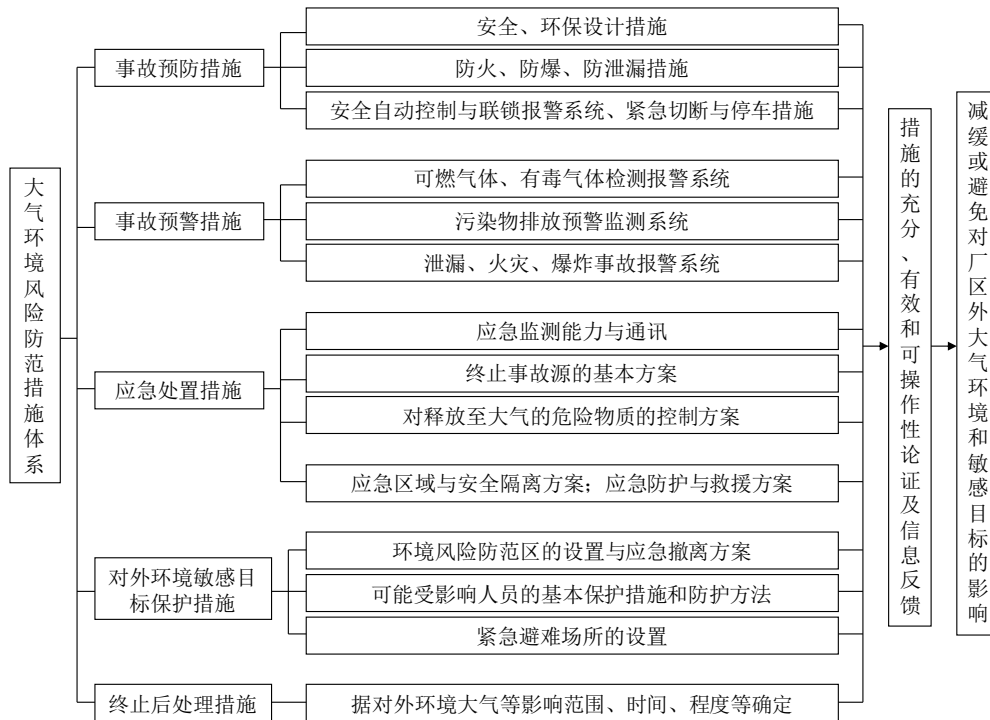 大气环境风险防范措施体系
事故预防措施
安全、环保设计措施
防火、防爆、防泄漏措施
安全自动控制与联锁报警系统、紧急切断与停车措施
事故预警措施
可燃气体、有毒气体检测报警系统
污染物排放预警监测系统
泄漏、火灾、爆炸事故报警系统
应急处置措施
应急监测能力与通讯
终止事故源的基本方案
对释放至大气的危险物质的控制方案
应急区域与安全隔离方案；应急防护与救援方案
对外环境敏感目
标保护措施
环境风险防范区的设置与应急撤离方案
可能受影响人员的基本保护措施和防护方法
紧急避难场所的设置
终止后处理措施
据对外环境大气等影响范围、时间、程度等确定
措施的充分、有效和可操作性论证及信息反馈
减缓或避免对厂区外大气环境和敏感目标的影响